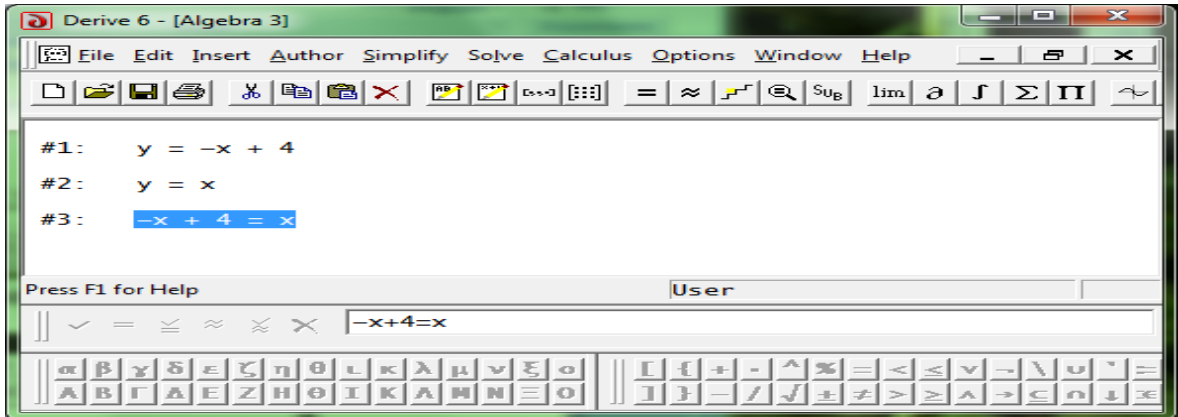 Derive 6 - [Algebra 3]
File Edit Insert Author Simplify Solve Calculus Options Window Help
= ≈ SUB lim ∂ ∫ Σ Π
#1: y = −x + 4
#2: y = x
#3: −x + 4 = x
Press F1 for Help User
−x+4=x
α β γ δ ε ζ η θ ι κ λ μ ν ξ ο [ { + · ^ % = < ≤ ∨ ¬ \ ∪ '
Α Β Γ Δ Ε Ζ Η Θ Ι Κ Λ Μ Ν Ξ Ο ] } − / √ ± ≠ > ≥ ∧ → ⊆ ∩ ↓